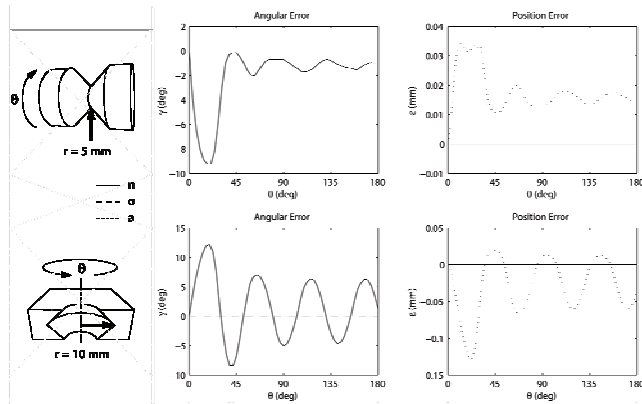 Angular Error
Position Error
2
0
-2
-4
-6
-8
-10
γ (deg)
0
45
90
135
180
θ (deg)
0.04
0.03
0.02
0.01
0
-0.01
ε (mm)
0
45
90
135
180
θ (deg)
θ
r = 5 mm
n
o
a
Angular Error
Position Error
15
10
5
0
-5
10
γ (deg)
0
45
90
135
180
θ (deg)
0.05
0
-0.05
-0.1
0.15
ε (mm)
0
45
90
135
180
θ (deg)
θ
r = 10 mm